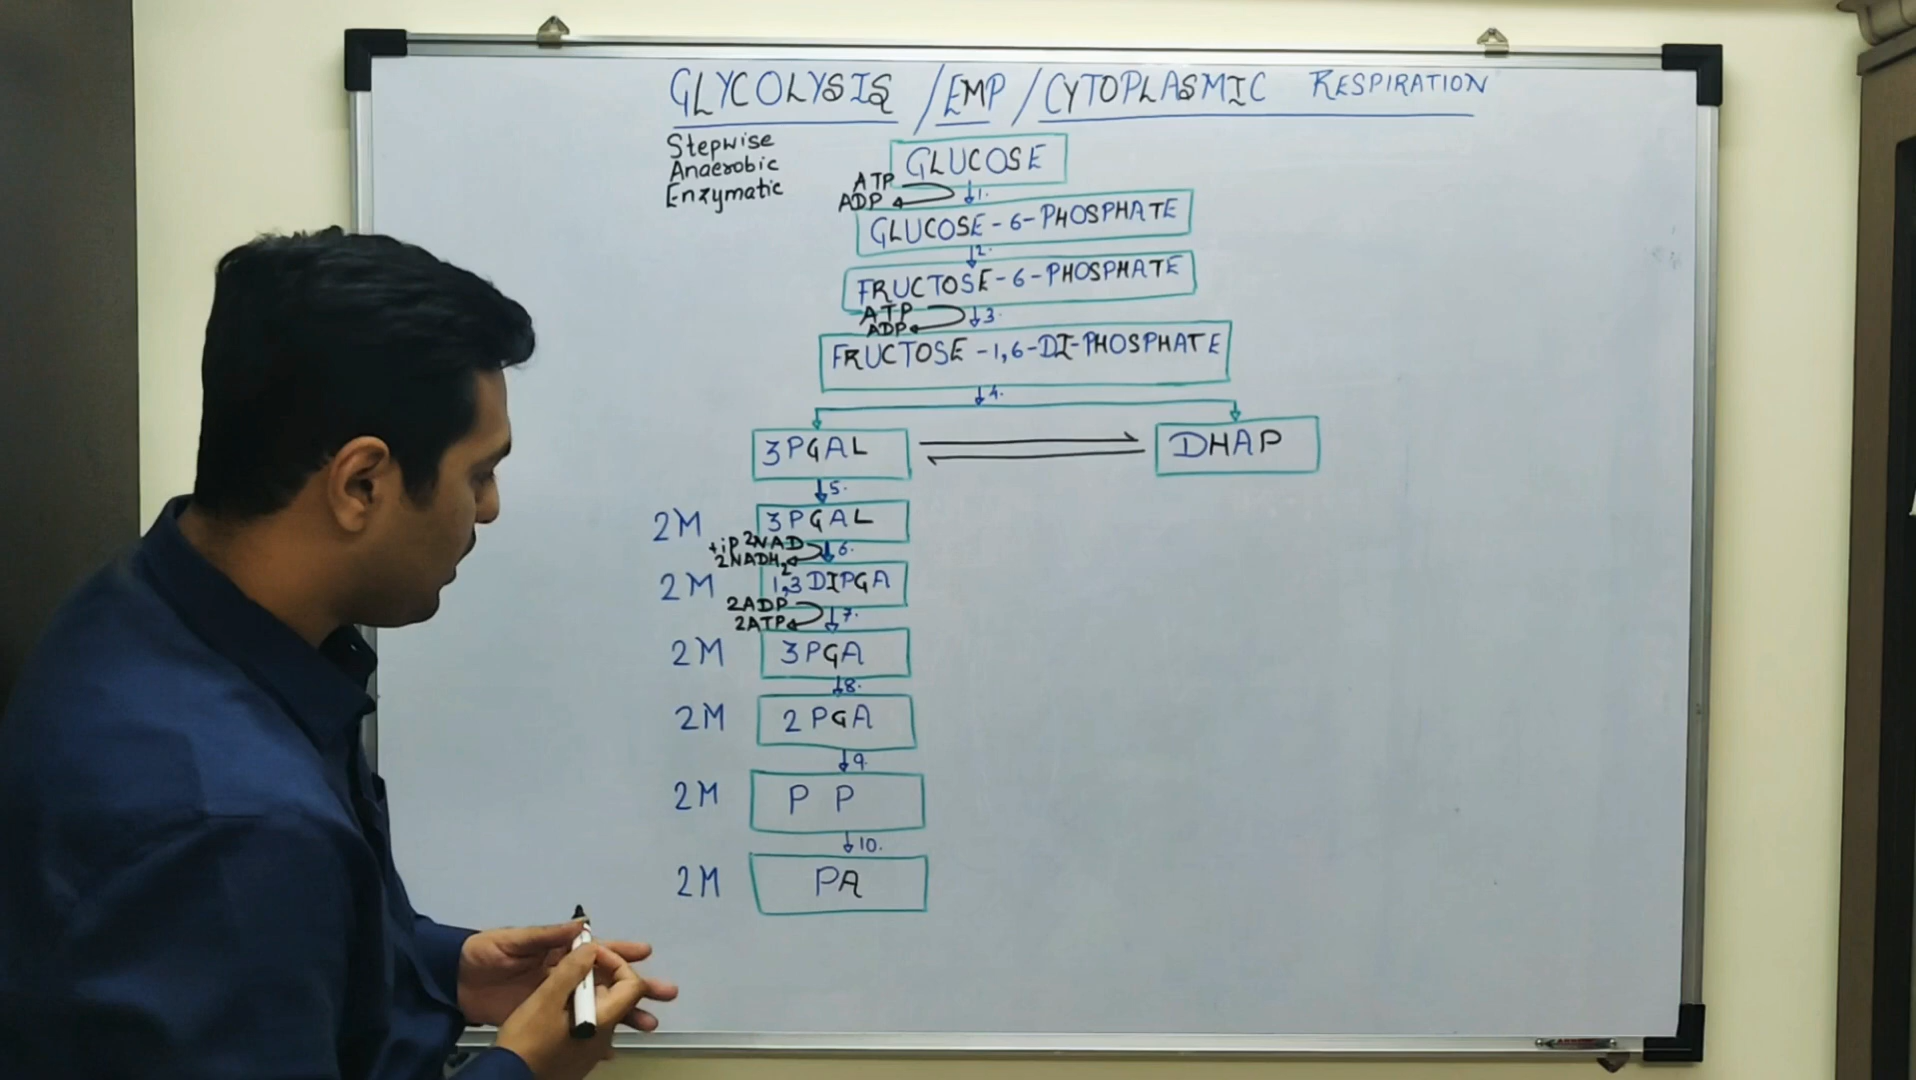 GLYCOLYSIS / EMP / CYTOPLASMIC RESPIRATION
Stepwise
Anaerobic
Enzymatic
GLUCOSE
ATP
ADP
1.
GLUCOSE-6-PHOSPHATE
2.
FRUCTOSE-6-PHOSPHATE
ATP
ADP
3.
FRUCTOSE-1,6-DI-PHOSPHATE
4.
3PGAL
DHAP
5.
2M 3PGAL
+iP 2NAD
2NADH2
6.
2M 1,3DIPGA
2ADP
2ATP
7.
2M 3PGA
8.
2M 2PGA
9.
2M P P
10.
2M PA